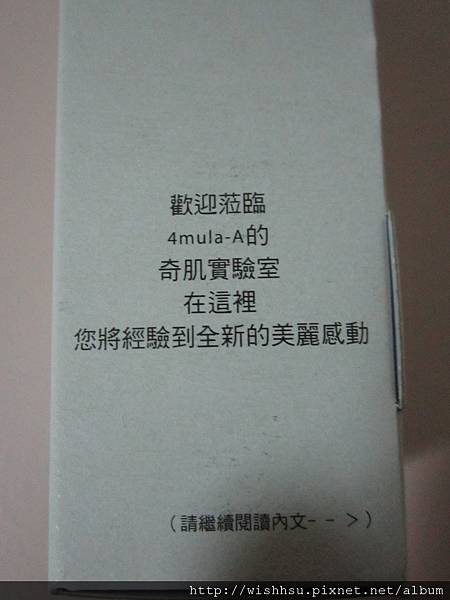 歡迎蒞臨
4mula-A的
奇肌實驗室
在這裡
您將經驗到全新的美麗感動
（請繼續閱讀內文- - ＞）
http://wishhsu.pixnet.net/album